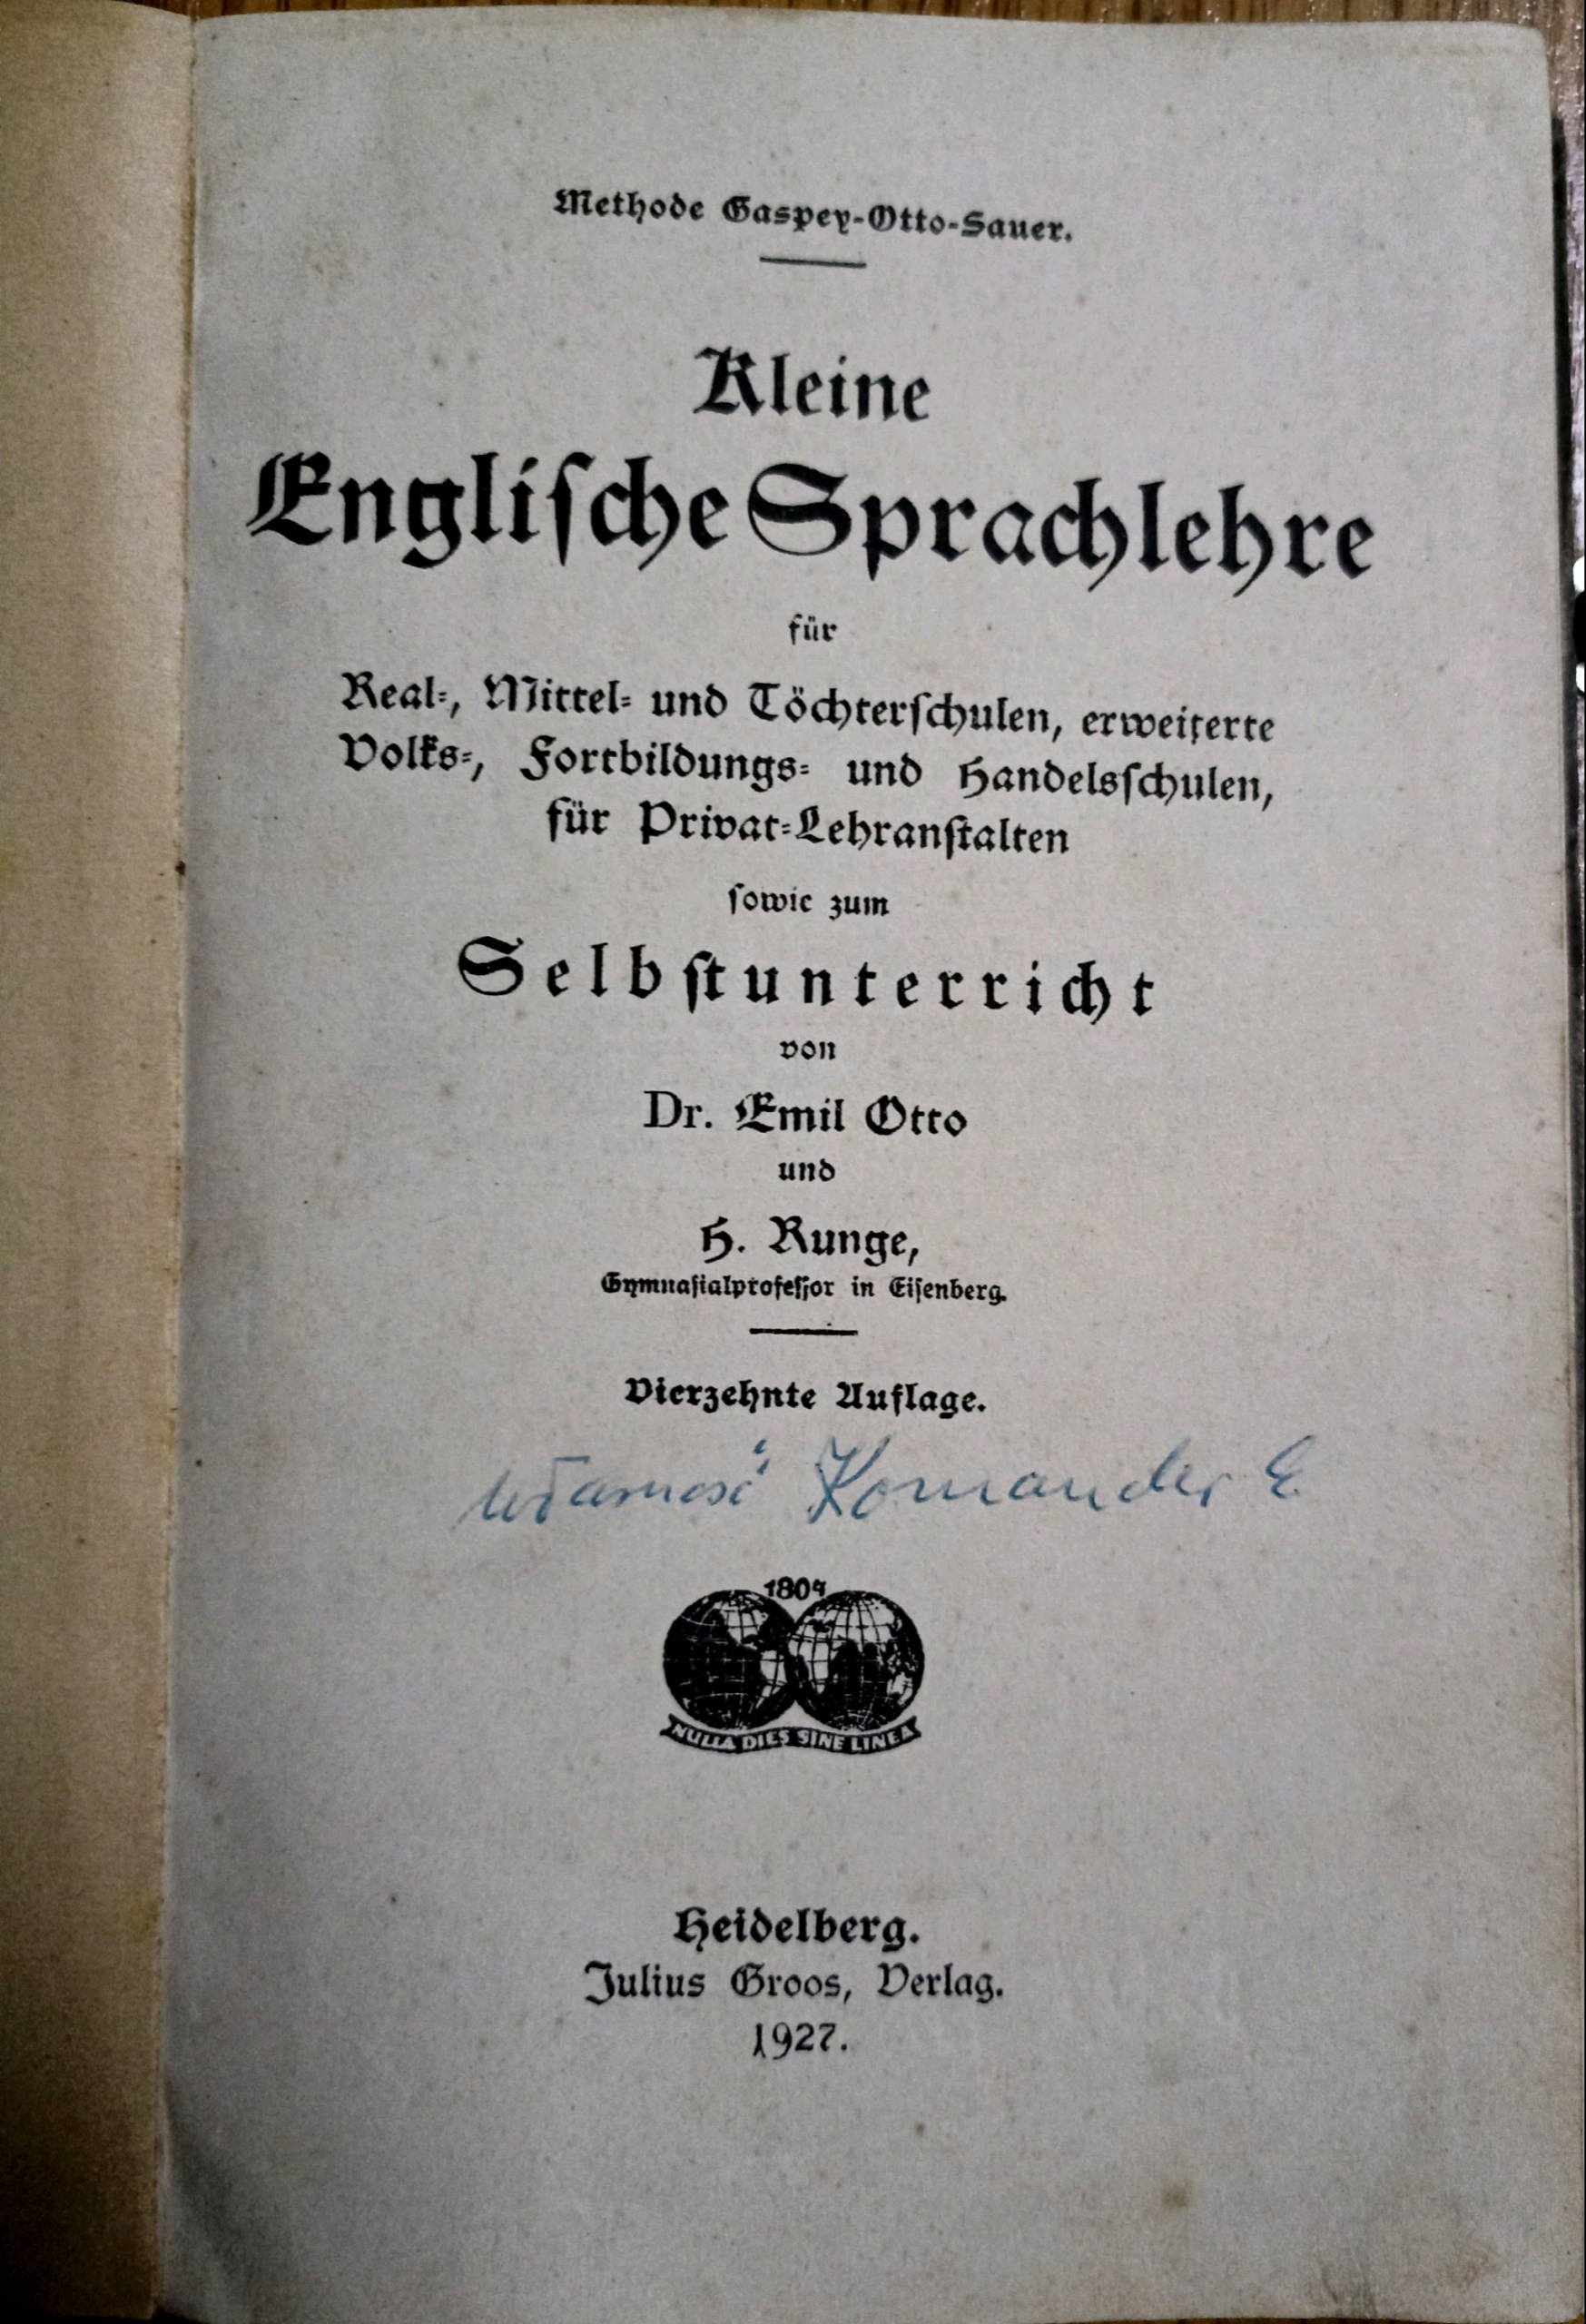 Methode Gaspey-Otto-Sauer.
Kleine
Engliſche Sprachlehre
für
Real-, Mittel- und Töchterſchulen, erweiterte
Volks-, Fortbildungs- und Handelsſchulen,
für Privat-Lehranſtalten
ſowie zum
Selbſtunterricht
von
Dr. Emil Otto
und
H. Runge,
Gymnaſialprofeſſor in Eiſenberg.
Vierzehnte Auflage.
własność Komander E.
1804
NULLA DIES SINE LINEA
Heidelberg.
Julius Groos, Verlag.
1927.